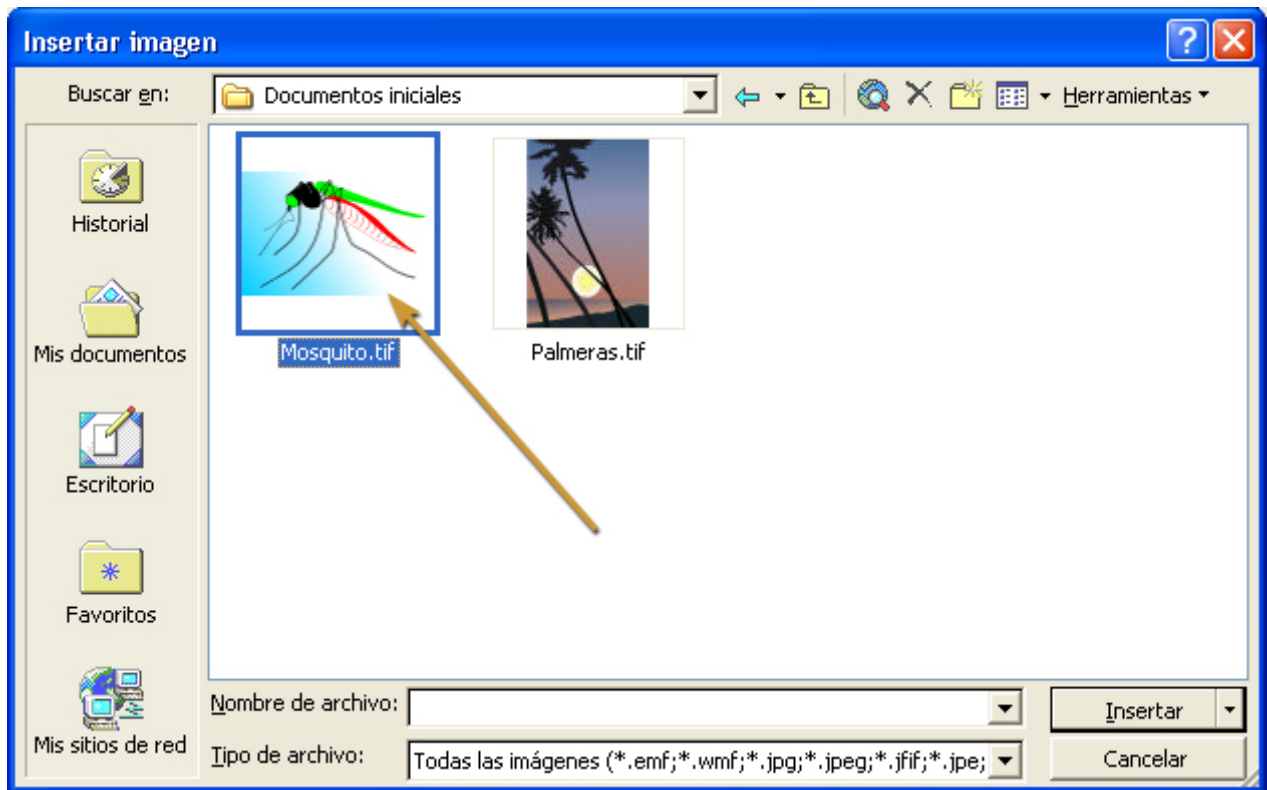 Insertar imagen
Buscar en:
Documentos iniciales
Herramientas
Historial
Mis documentos
Escritorio
Favoritos
Mis sitios de red
Mosquito.tif
Palmeras.tif
Nombre de archivo:
Insertar
Tipo de archivo:
Todas las imágenes (*.emf;*.wmf;*.jpg;*.jpeg;*.jfif;*.jpe;
Cancelar